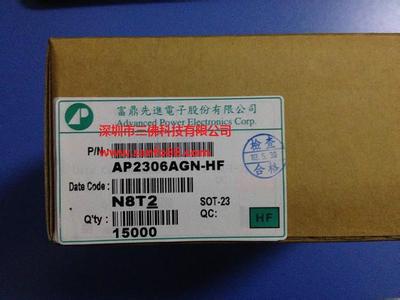 富鼎先進電子股份有限公司
Advanced Power Electronics Corp.
深圳市三佛科技有限公司
P/N
AP2306AGN-HF
Date Code :
N8T2
SOT-23
Q'ty :
15000
QC:
HF
檢查
合格